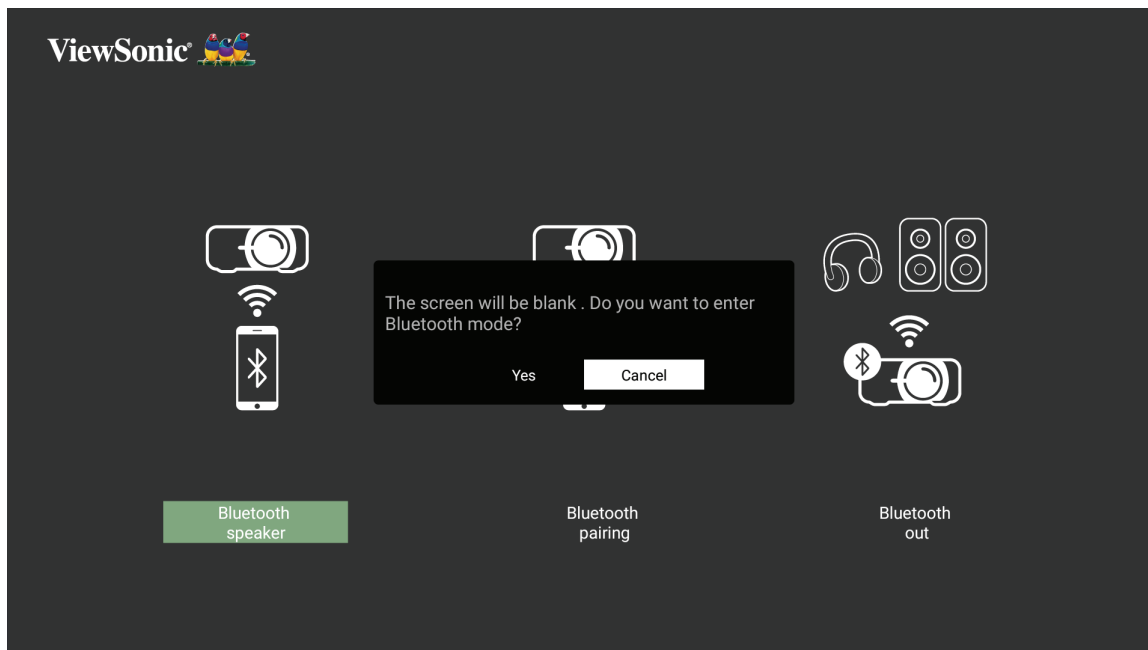 ViewSonic®
The screen will be blank . Do you want to enter
Bluetooth mode?
Yes
Cancel
Bluetooth
speaker
Bluetooth
pairing
Bluetooth
out